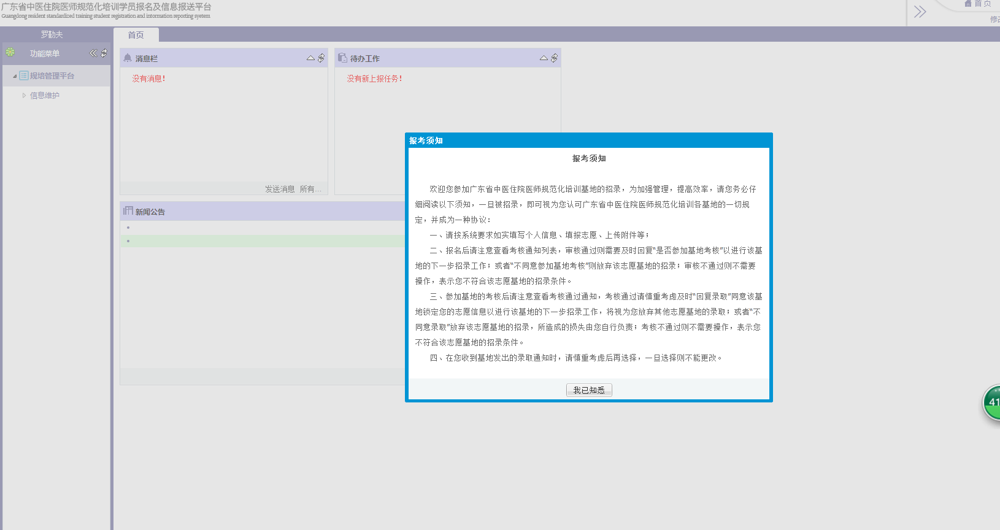 广东省中医住院医师规范化培训学员报名及信息报送平台
Guangdong resident standardized training student registration and intormation reporting syetem
首页
修改
罗勤夫
首页
功能菜单
规培管理平台
信息维护
消息栏
没有消息!
发送消息 所有...
待办工作
没有新上报任务!
新闻公告
报考须知
报考须知
欢迎您参加广东省中医住院医师规范化培训基地的招录，为加强管理，提高效率，请您务必仔
细阅读以下须知，一旦被招录，即可视为您认可广东省中医住院医师规范化培训各基地的一切规
定，并成为一种协议：
一、请按系统要求如实填写个人信息、填报志愿、上传附件等；
二、报名后请注意查看考核通知列表，审核通过则需要及时回复“是否参加基地考核”以进行该基
地的下一步招录工作；或者“不同意参加基地考核”则放弃该志愿基地的招录；审核不通过则不需要
操作，表示您不符合该志愿基地的招录条件。
三、参加基地的考核后请注意查看考核通过通知，考核通过请慎重考虑及时“回复录取”同意该基
地锁定您的志愿信息以进行该基地的下一步招录工作，将视为您放弃其他志愿基地的录取；或者“不
同意录取”放弃该志愿基地的招录，所造成的损失由您自行负责；考核不通过则不需要操作，表示您
不符合该志愿基地的招录条件。
四、在您收到基地发出的录取通知时，请慎重考虑后再选择，一旦选择则不能更改。
我已知悉
41